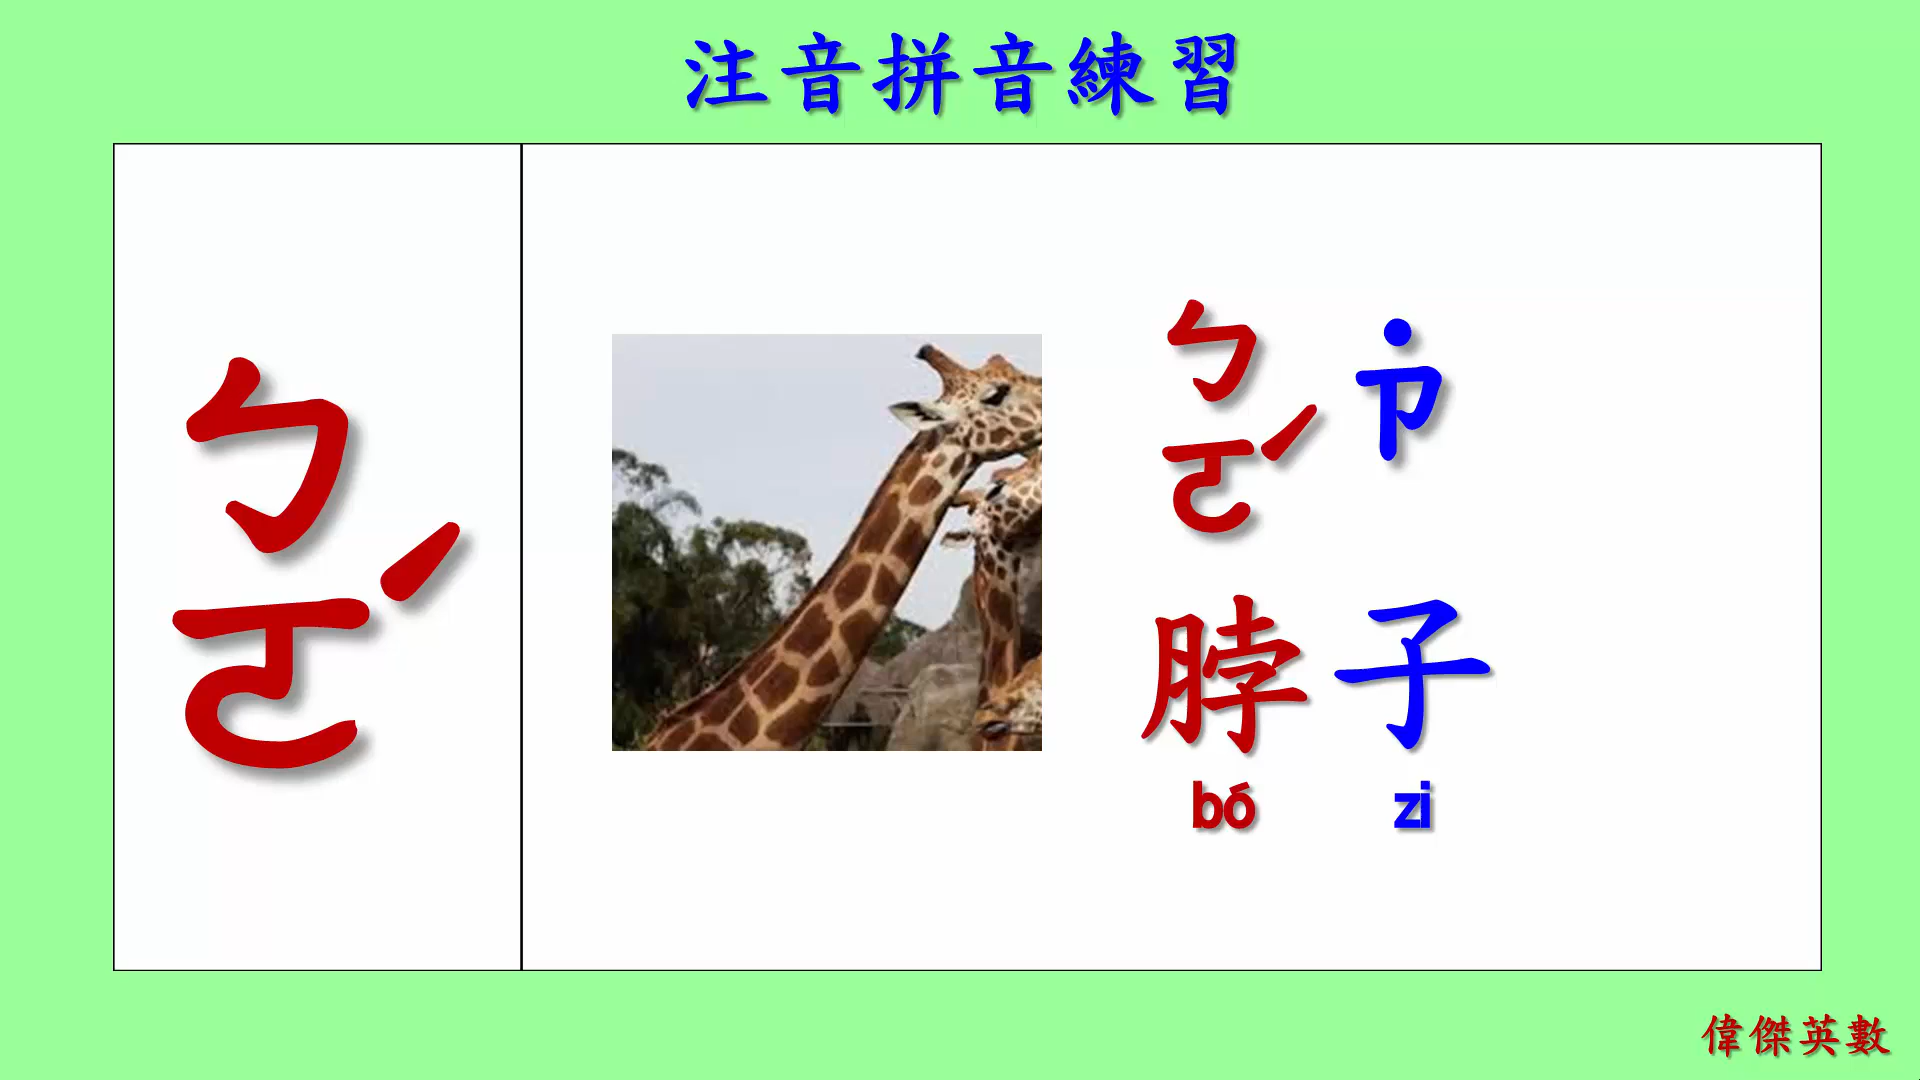 注音拼音練習
ㄅㄛˊ
ㄅㄛˊ ˙ㄗ
脖子
bó zi
偉傑英數